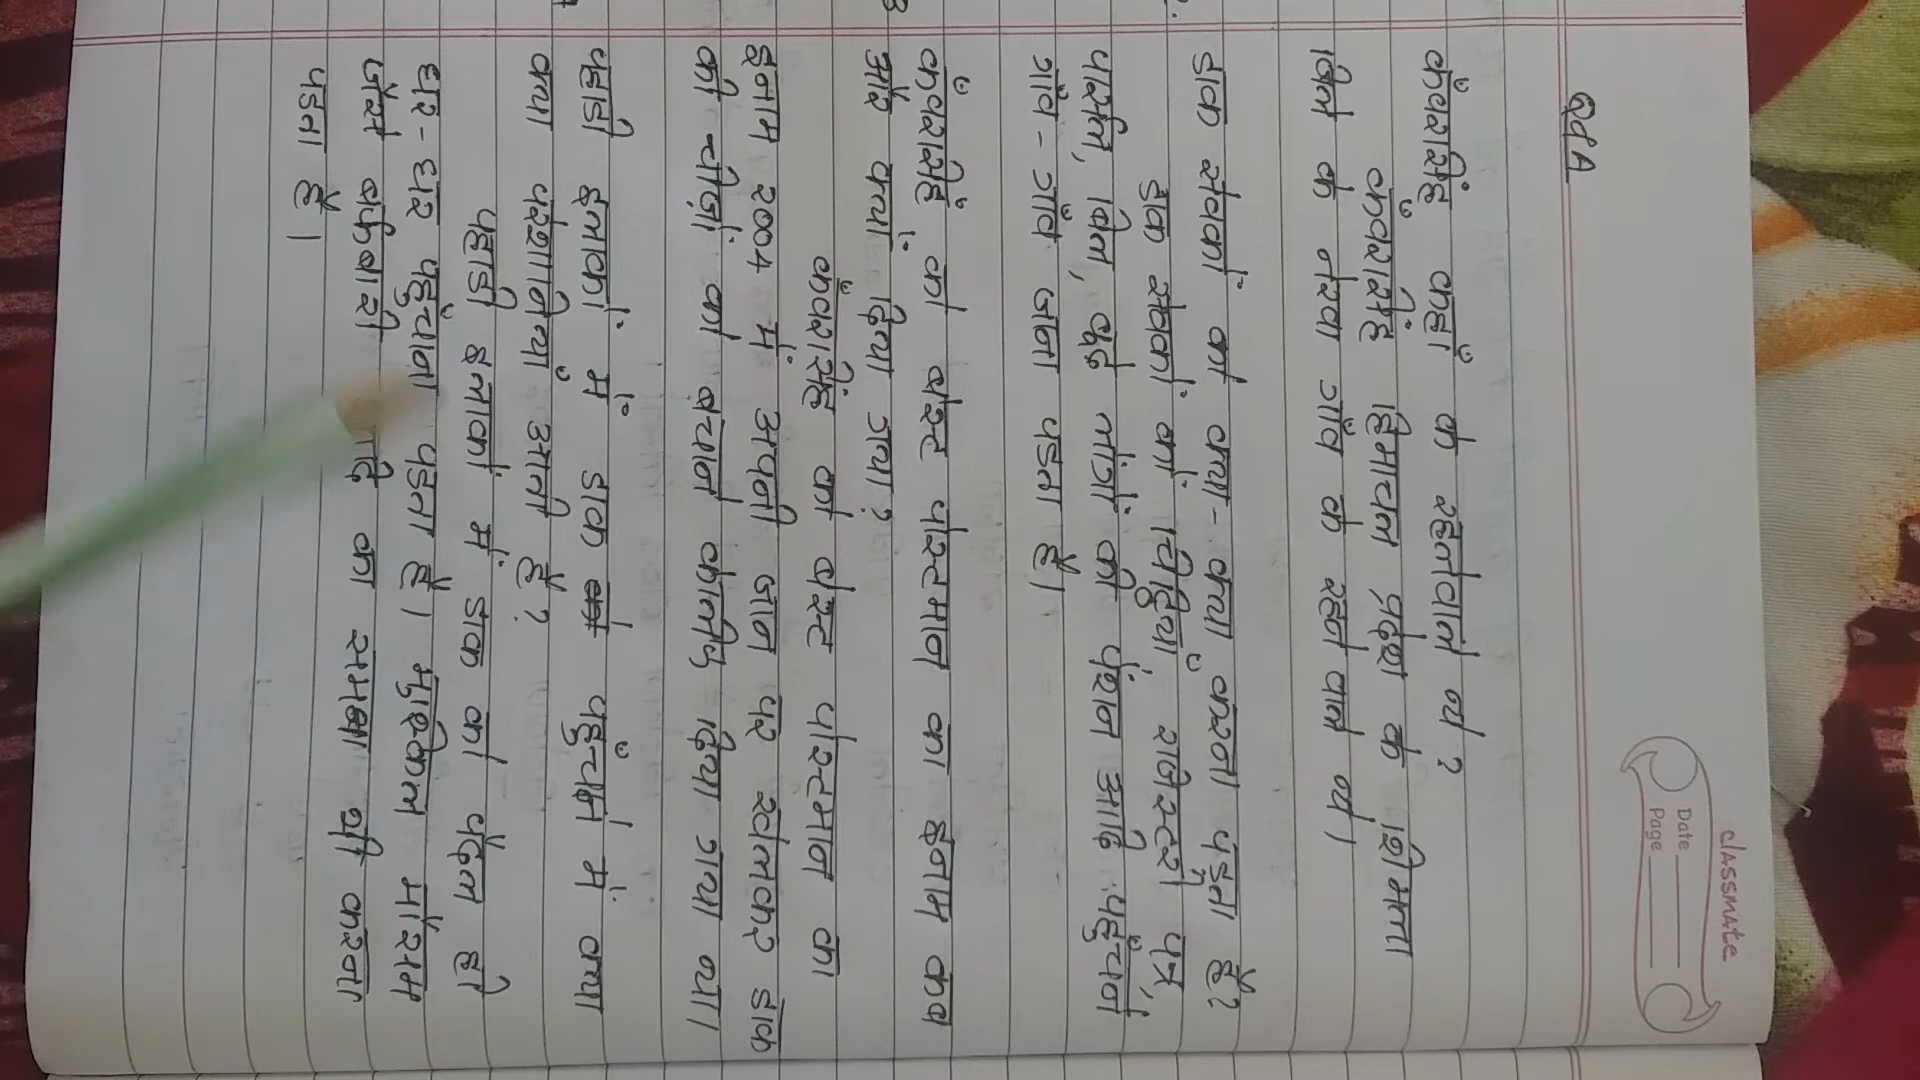 classmate
Date
Page
Q&A
कँवरसिंह कहाँ के रहनेवाले थे?
कँवरसिंह हिमाचल प्रदेश के शिमला
जिले के नेरवा गाँव के रहने वाले थे।
2.
डाक सेवकों को क्या-क्या करना पड़ता है?
डाक सेवकों को चिट्ठियाँ, रजिस्टरी पत्र,
पार्सल, बिल, बूढ़े लोगों की पेंशन आदि पहुँचाने
गाँव-गाँव जाना पड़ता है।
3
कँवरसिंह को बेस्ट पोस्टमैन का इनाम कब
और क्यों दिया गया?
कँवरसिंह को बेस्ट पोस्टमैन का
इनाम 2004 में अपनी जान पर खेलकर डाक
की चीज़ों को बचाने केलिए दिया गया था।
पहाड़ी इलाकों में डाक पहुँचाने में क्या
क्या परेशानियाँ आती है?
पहाड़ी इलाकों में डाक को पैदल ही
घर-घर पहुँचाना पड़ता है। मुश्किल मौसम
जैसे बर्फबारी का सामना भी करना
पड़ता है।